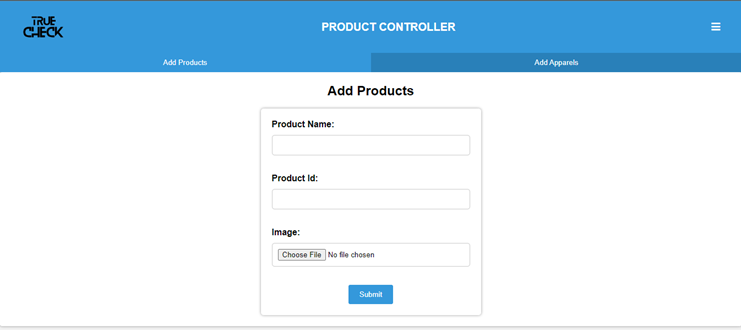 TRUE
CHECK
PRODUCT CONTROLLER
Add Products
Add Apparels
Add Products
Product Name:
Product Id:
Image:
Choose File No file chosen
Submit